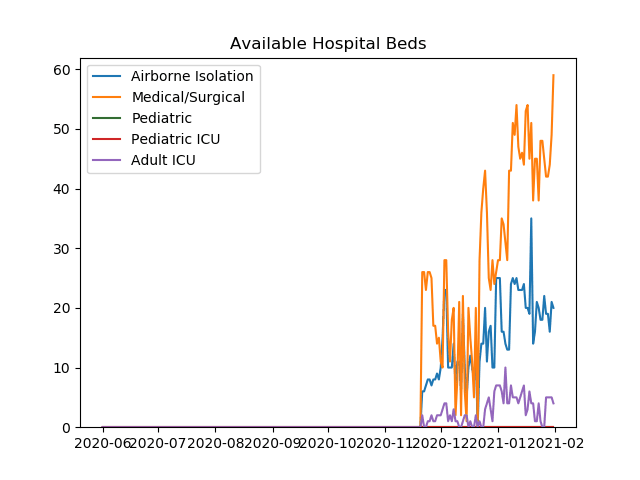 Available Hospital Beds
60
50
40
30
20
10
0
Airborne Isolation
Medical/Surgical
Pediatric
Pediatric ICU
Adult ICU
2020-06 2020-07 2020-08 2020-09 2020-10 2020-11 2020-12 2021-01 2021-02